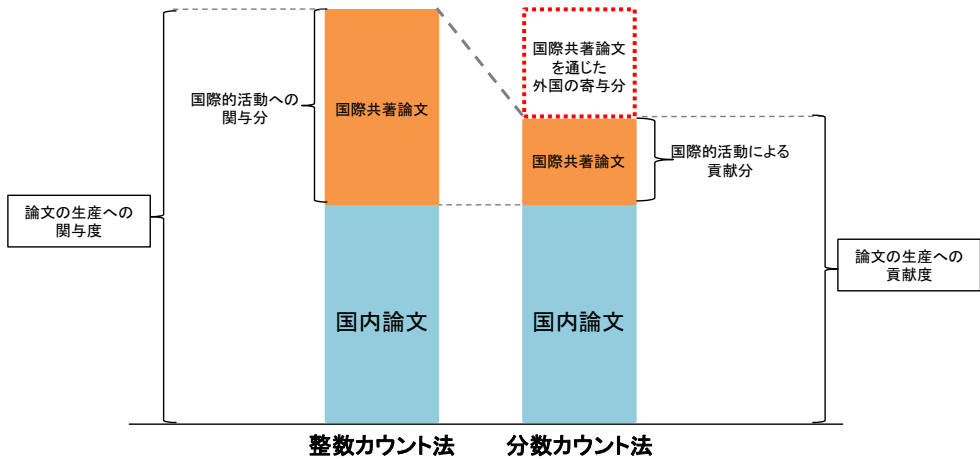 国際的活動への
関与分
国際共著論文
国際共著論文
を通じた
外国の寄与分
国際共著論文
国際的活動による
貢献分
論文の生産への
関与度
論文の生産への
貢献度
国内論文
国内論文
整数カウント法
分数カウント法